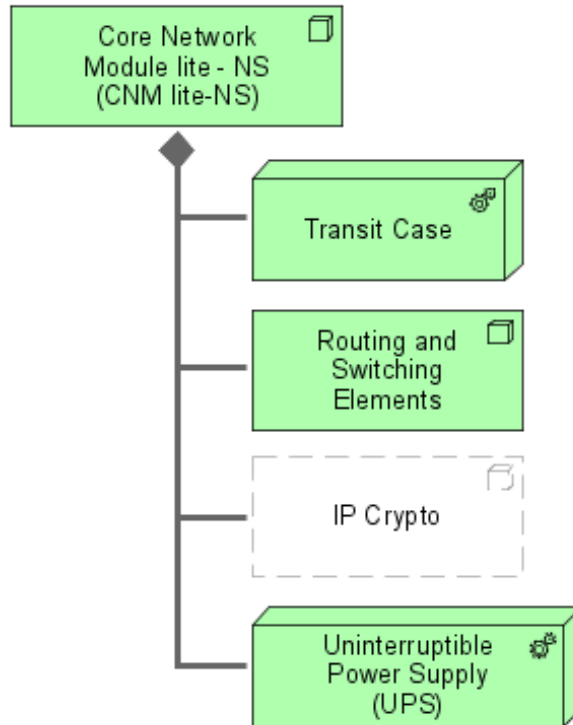 Core Network
Module lite - NS
(CNM lite-NS)
Transit Case
Routing and
Switching
Elements
IP Crypto
Uninterruptible
Power Supply
(UPS)